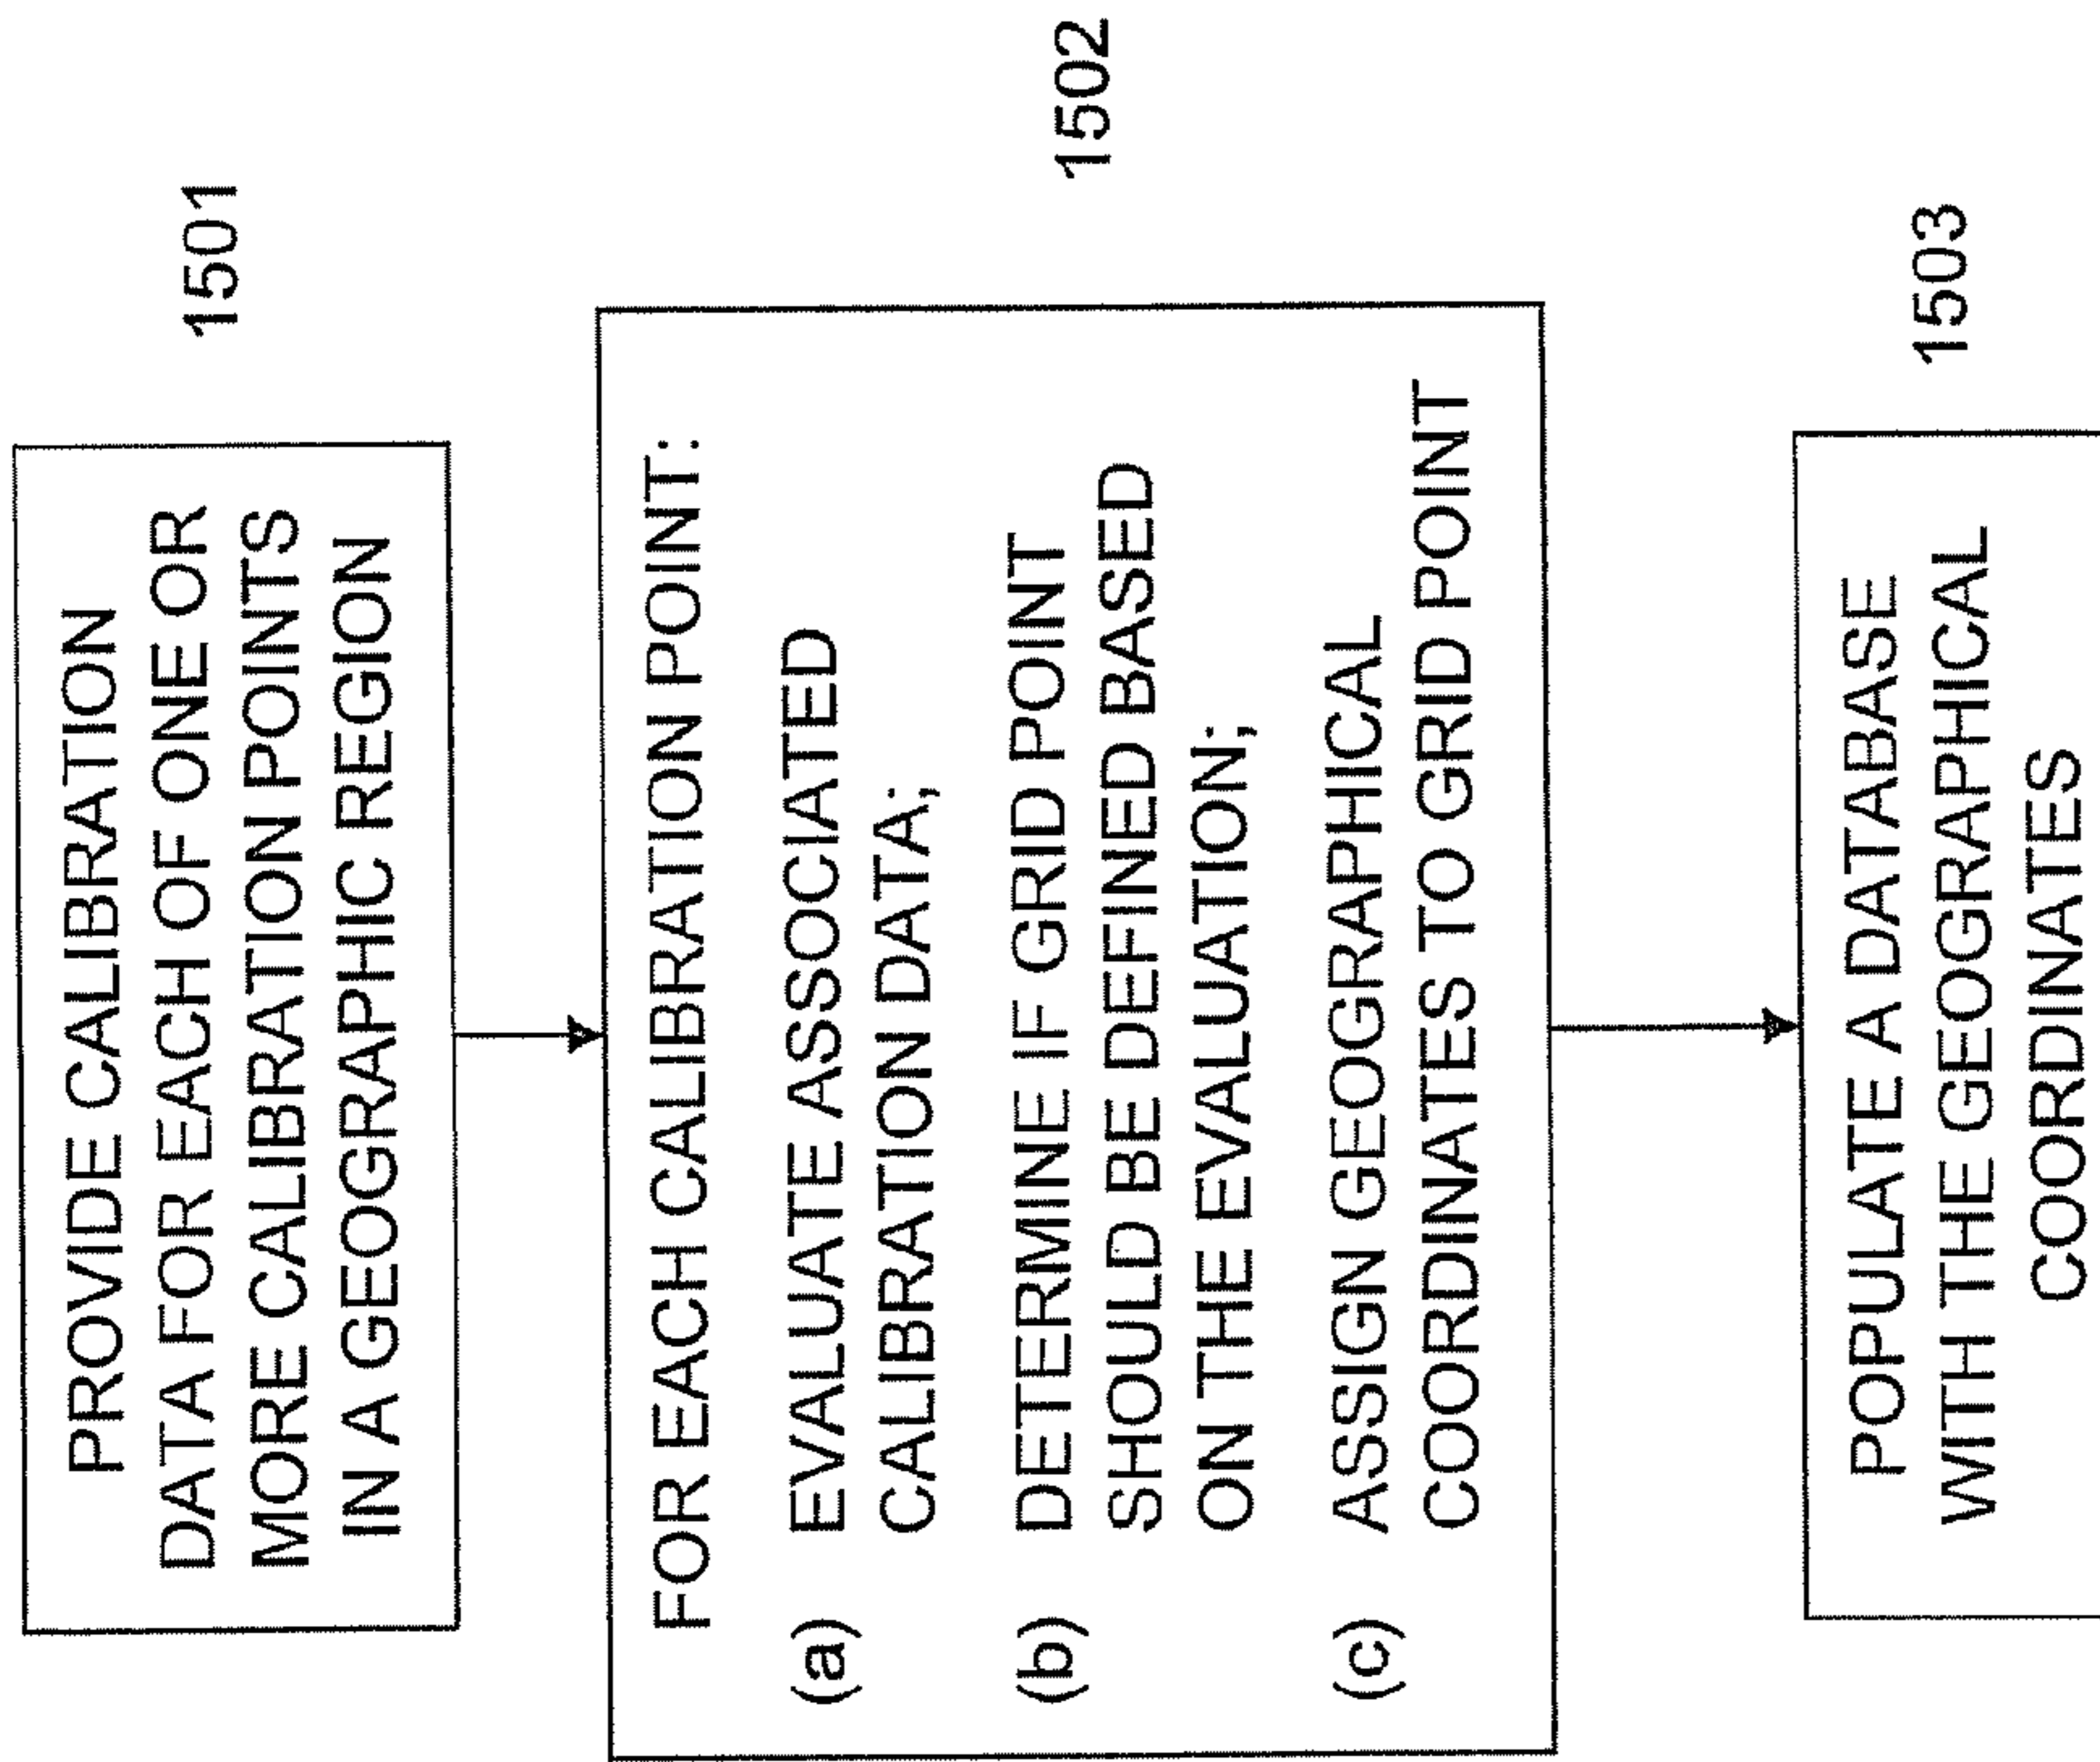 PROVIDE CALIBRATION
DATA FOR EACH OF ONE OR
MORE CALIBRATION POINTS
IN A GEOGRAPHIC REGION
1501
FOR EACH CALIBRATION POINT:
(a) EVALUATE ASSOCIATED
CALIBRATION DATA;
(b) DETERMINE IF GRID POINT
SHOULD BE DEFINED BASED
ON THE EVALUATION;
(c) ASSIGN GEOGRAPHICAL
COORDINATES TO GRID POINT
1502
POPULATE A DATABASE
WITH THE GEOGRAPHICAL
COORDINATES
1503